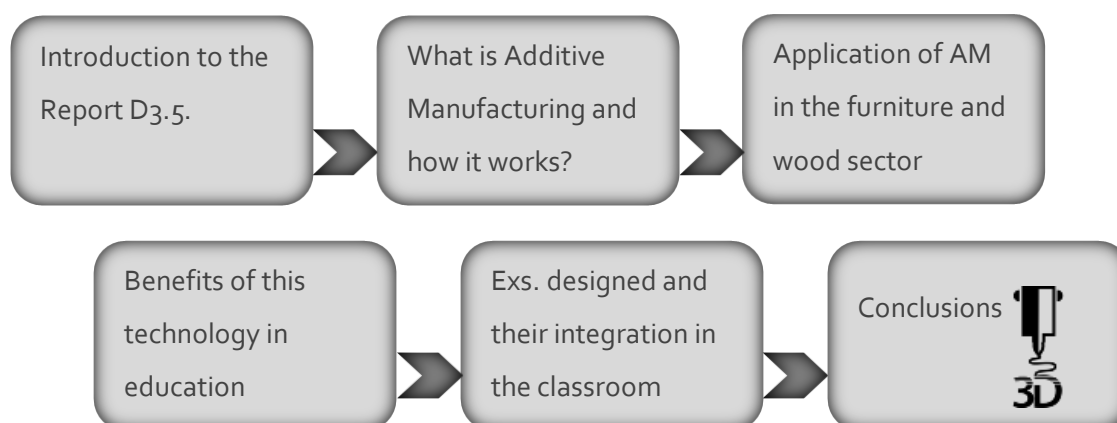 Introduction to the
Report D3.5.
What is Additive
Manufacturing and
how it works?
Application of AM
in the furniture and
wood sector
Benefits of this
technology in
education
Exs. designed and
their integration in
the classroom
Conclusions
3D